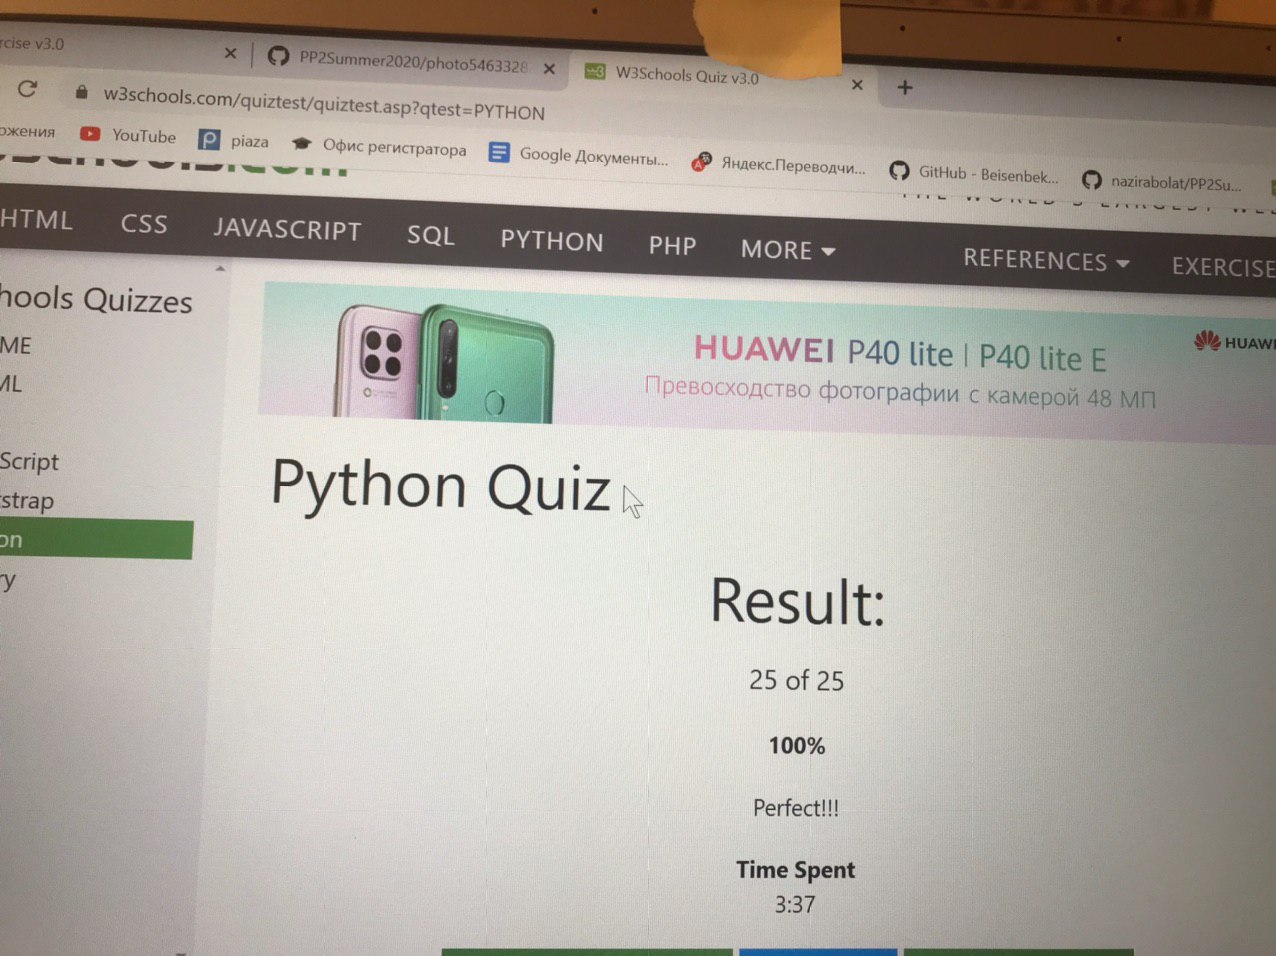 rcise v3.0
PP2Summer2020/photo5463328
W3Schools Quiz v3.0
w3schools.com/quiztest/quiztest.asp?qtest=PYTHON
ожения
YouTube
piaza
Офис регистратора
Google Документы...
Яндекс.Переводчи...
GitHub - Beisenbek...
nazirabolat/PP2Su...
HTML
CSS
JAVASCRIPT
SQL
PYTHON
PHP
MORE
REFERENCES
EXERCISE
hools Quizzes
ME
ML
Script
strap
on
ry
HUAWEI P40 lite | P40 lite E
Превосходство фотографии с камерой 48 МП
HUAWE
Python Quiz
Result:
25 of 25
100%
Perfect!!!
Time Spent
3:37